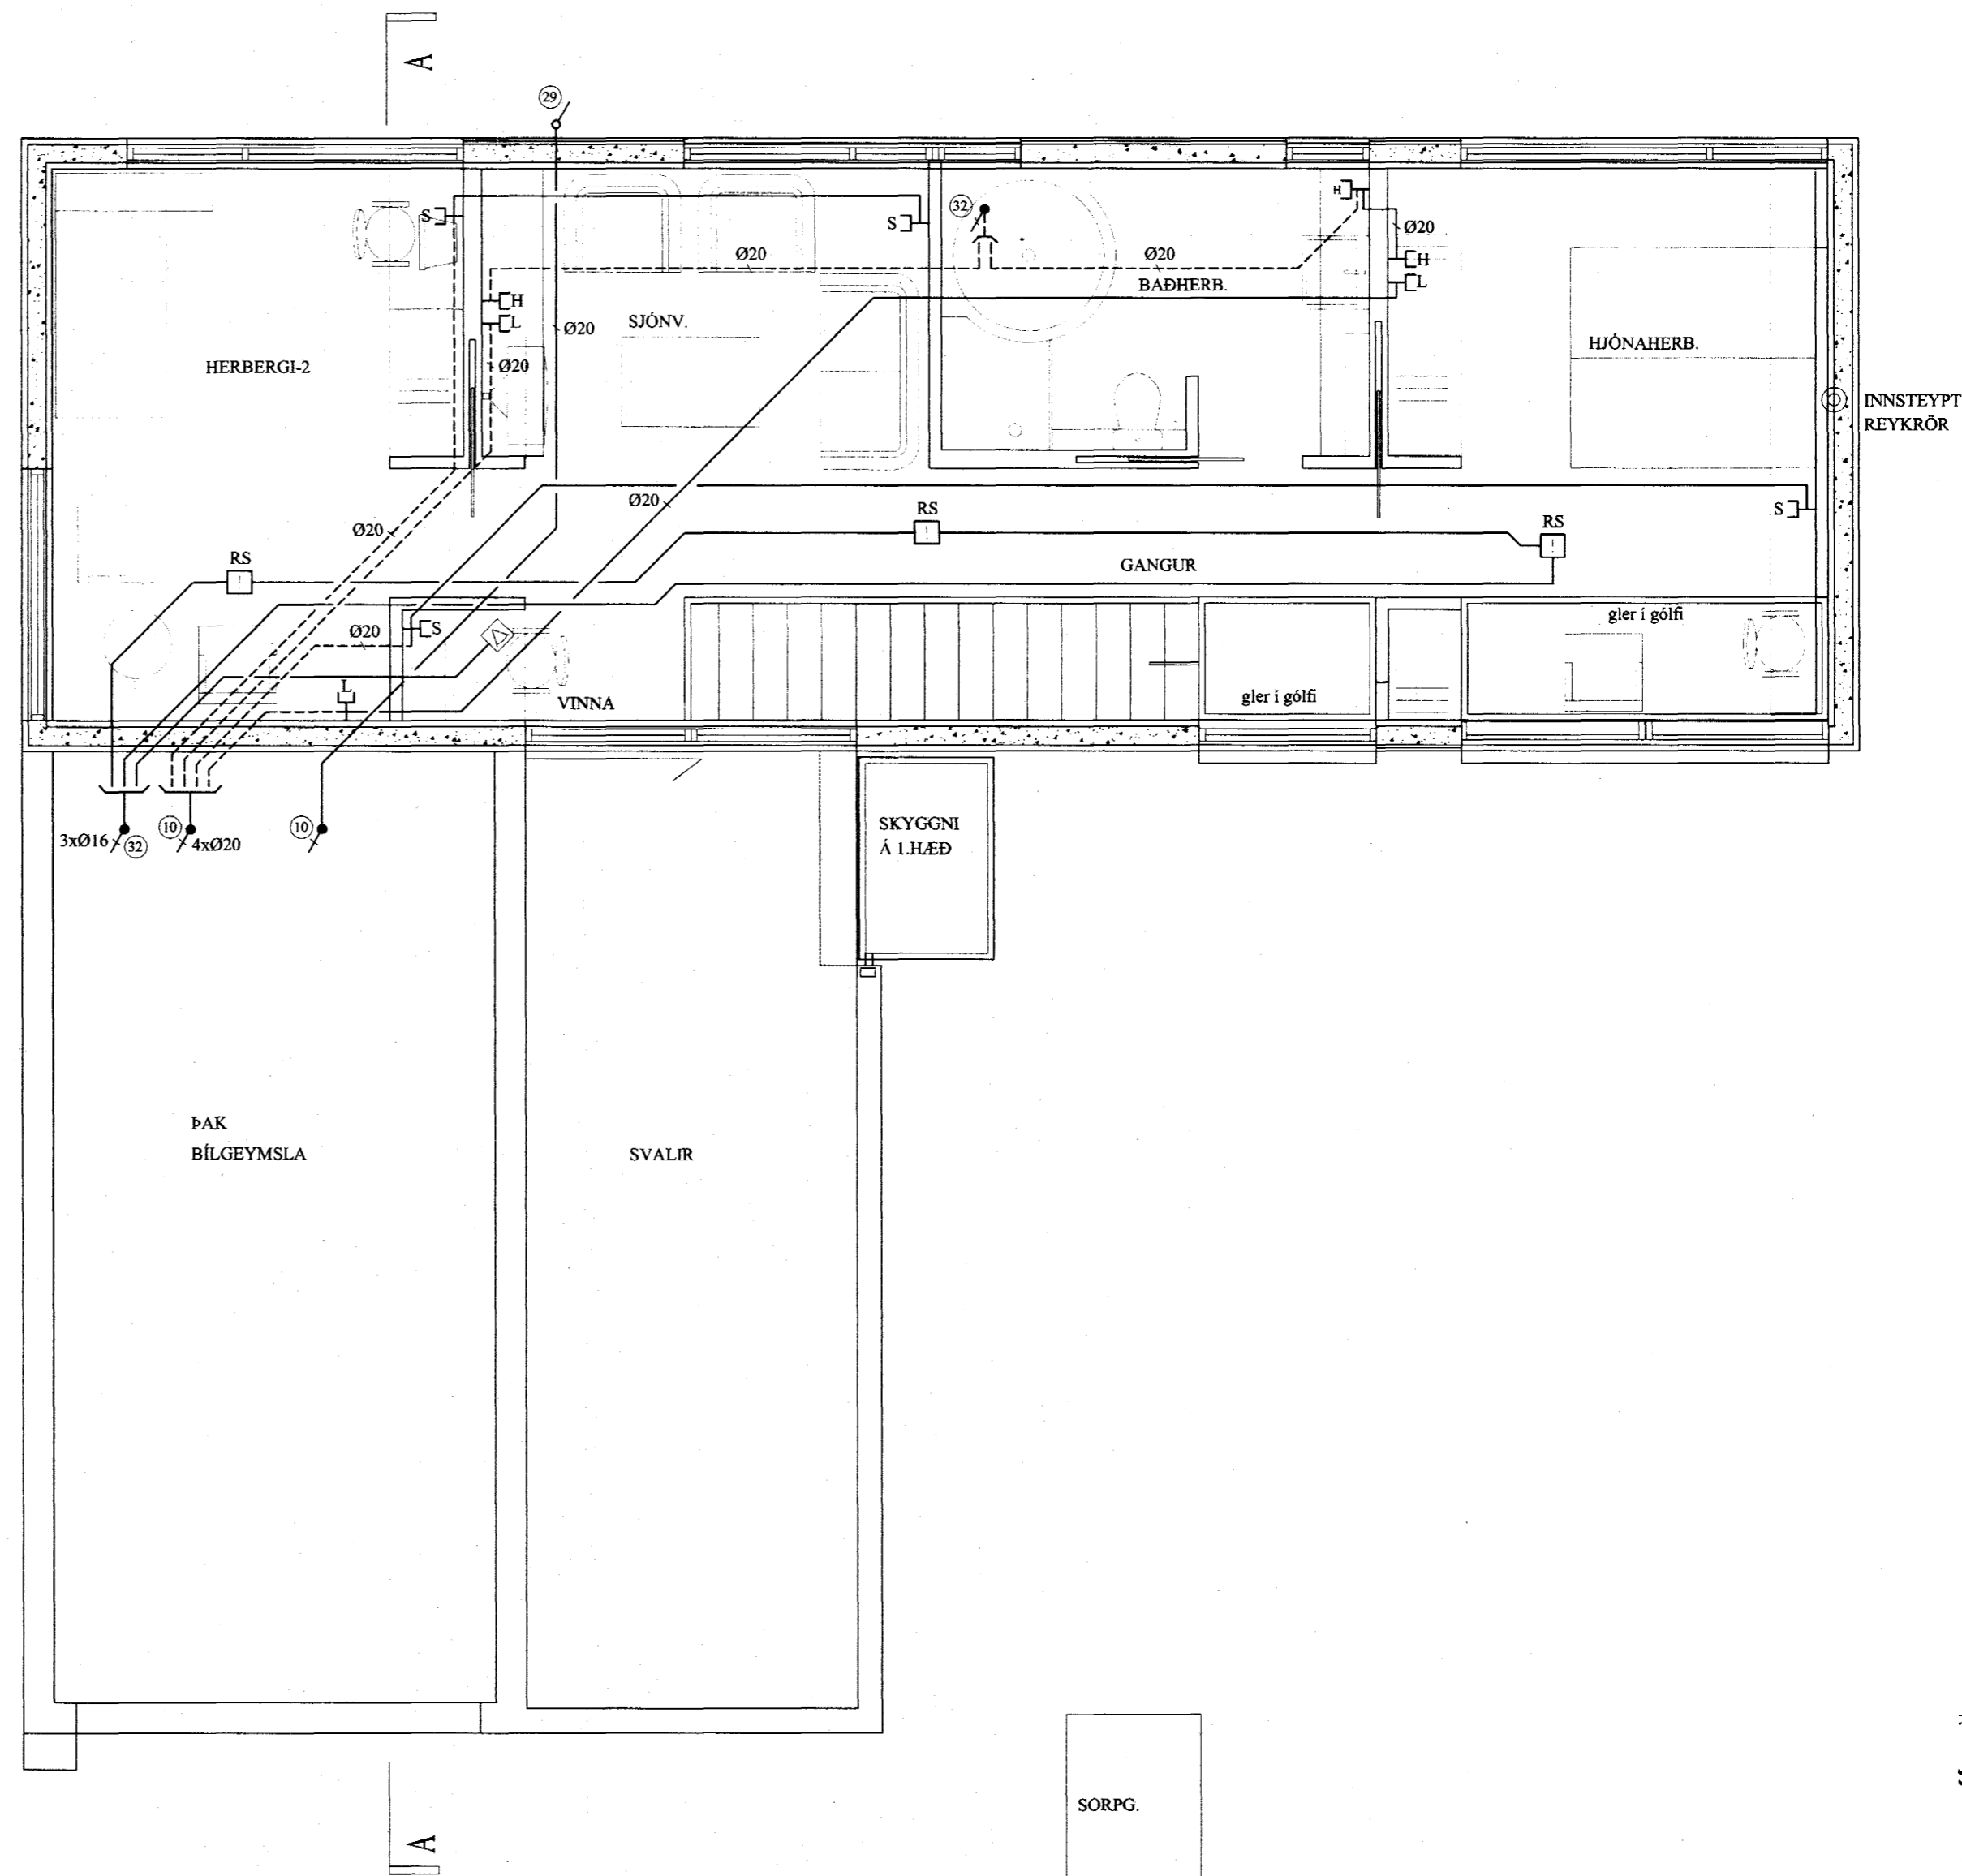 A
29
S
S
32
H
Ø20
Ø20
Ø20
H
L
BAÐHERB.
H
L
SJÓNV.
Ø20
HJÓNAHERB.
HERBERGI-2
Ø20
INNSTEYPT
REYKRÖR
Ø20
S
RS
RS
Ø20
RS
GANGUR
gler í gólfi
Ø20
S
L
VINNA
gler í gólfi
SKYGGNI
Á 1.HÆÐ
3xØ16
32
10
4xØ20
10
ÞAK
BÍLGEYMSLA
SVALIR
SORPG.
A